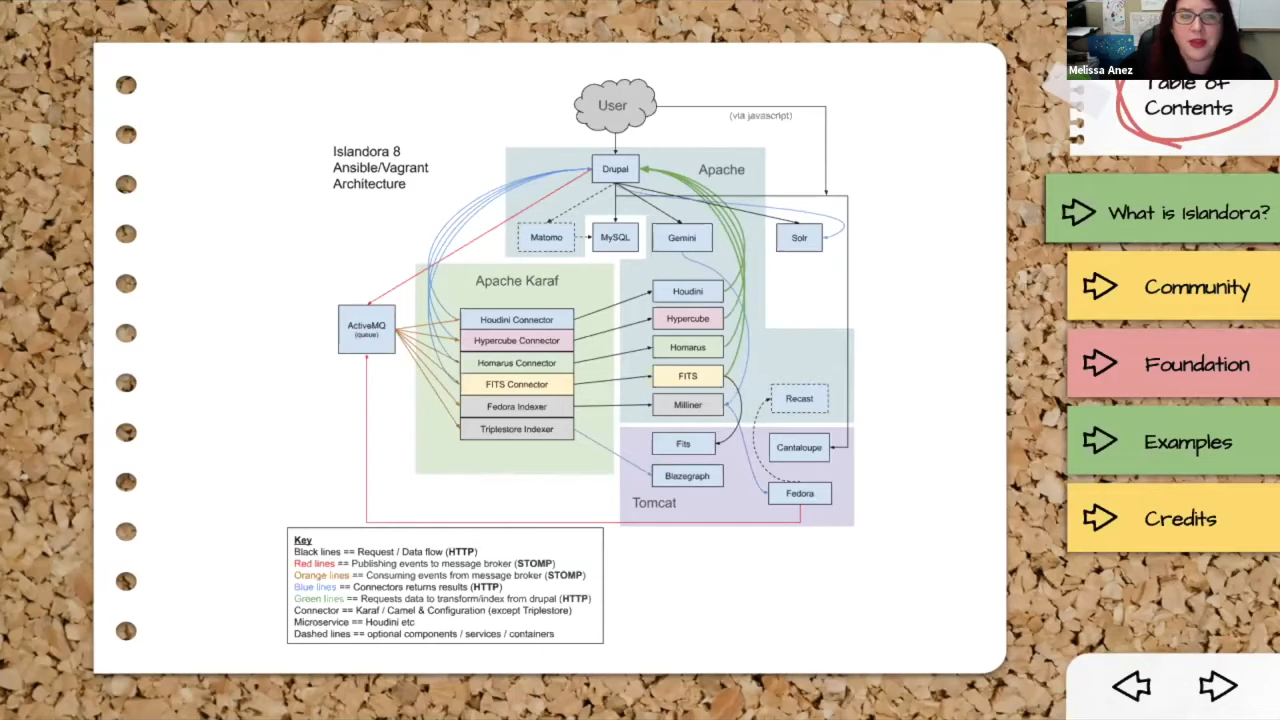 Melissa Anez
Table of
Contents
What is Islandora?
Community
Foundation
Examples
Credits
Islandora 8
Ansible/Vagrant
Architecture
User
(via javascript)
Drupal
Apache
Matomo
MySQL
Gemini
Solr
Apache Karaf
ActiveMQ
(queue)
Houdini Connector
Hypercube Connector
Homarus Connector
FITS Connector
Fedora Indexer
Triplestore Indexer
Houdini
Hypercube
Homarus
FITS
Milliner
Recast
Fits
Cantaloupe
Blazegraph
Fedora
Tomcat
Key
Black lines == Request / Data flow (HTTP)
Red lines == Publishing events to message broker (STOMP)
Orange lines == Consuming events from message broker (STOMP)
Blue lines == Connectors returns results (HTTP)
Green lines == Requests data to transform/index from drupal (HTTP)
Connector == Karaf / Camel & Configuration (except Triplestore)
Microservice == Houdini etc
Dashed lines == optional components / services / containers